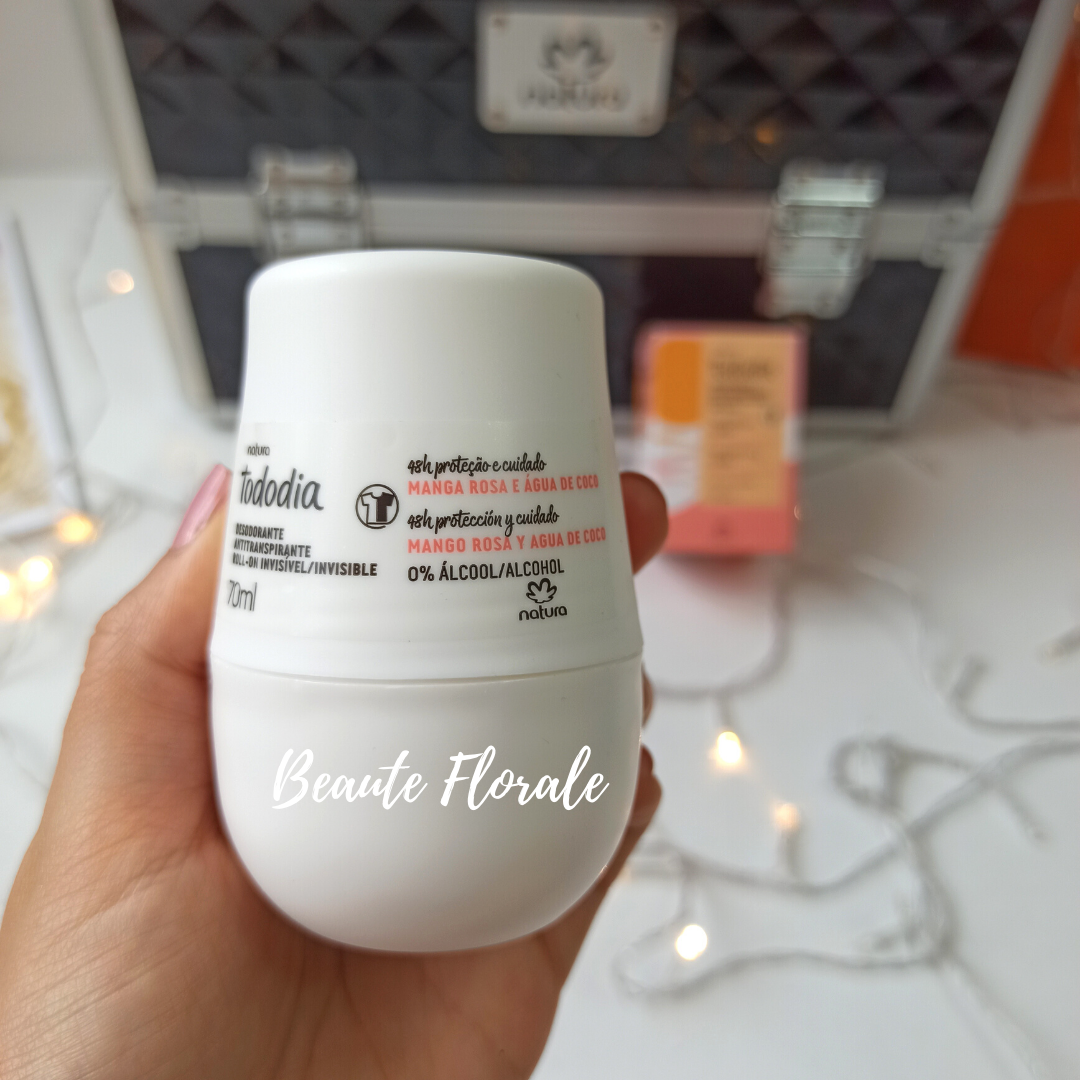 natura
natura
Tododia
DESODORANTE
ANTITRANSPIRANTE
ROLL-ON INVISÍVEL/INVISIBLE
70ml
48h proteção e cuidado
MANGA ROSA E ÁGUA DE COCO
48h protección y cuidado
MANGO ROSA Y AGUA DE COCO
0% ÁLCOOL/ALCOHOL
natura
Beaute Florale